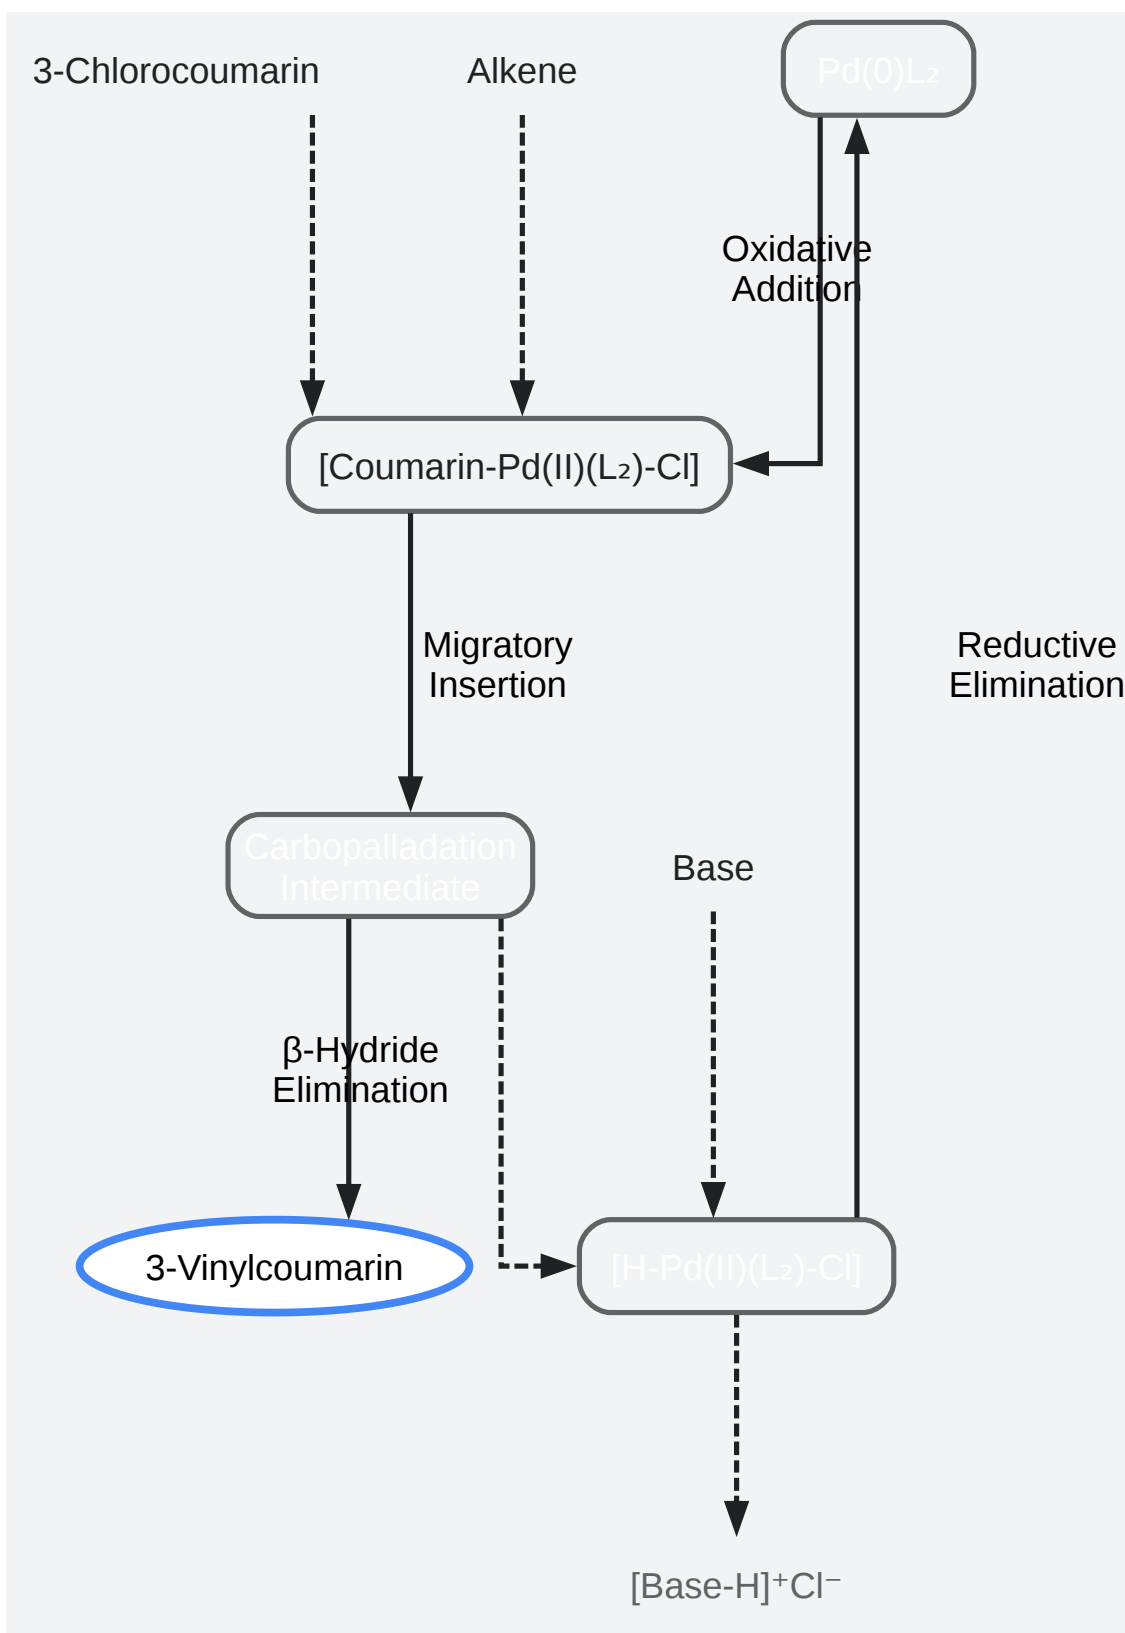 3-Chlorocoumarin
Alkene
Pd(0)L₂
Oxidative
Addition
[Coumarin-Pd(II)(L₂)-Cl]
Migratory
Insertion
Reductive
Elimination
Carbopalladation
Intermediate
Base
β-Hydride
Elimination
3-Vinylcoumarin
[H-Pd(II)(L₂)-Cl]
[Base-H]⁺Cl⁻